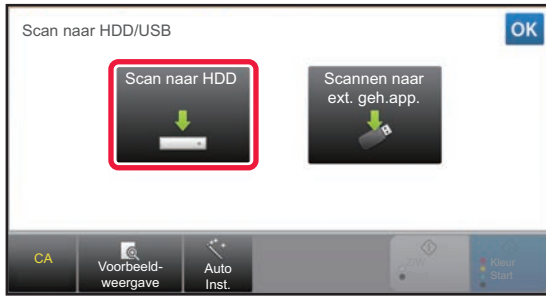 Scan naar HDD/USB
OK
Scan naar HDD
Scannen naar
ext. geh.app.
CA
Voorbeeld-
weergave
Auto
Inst.
Z/W
Start
Kleur
Start